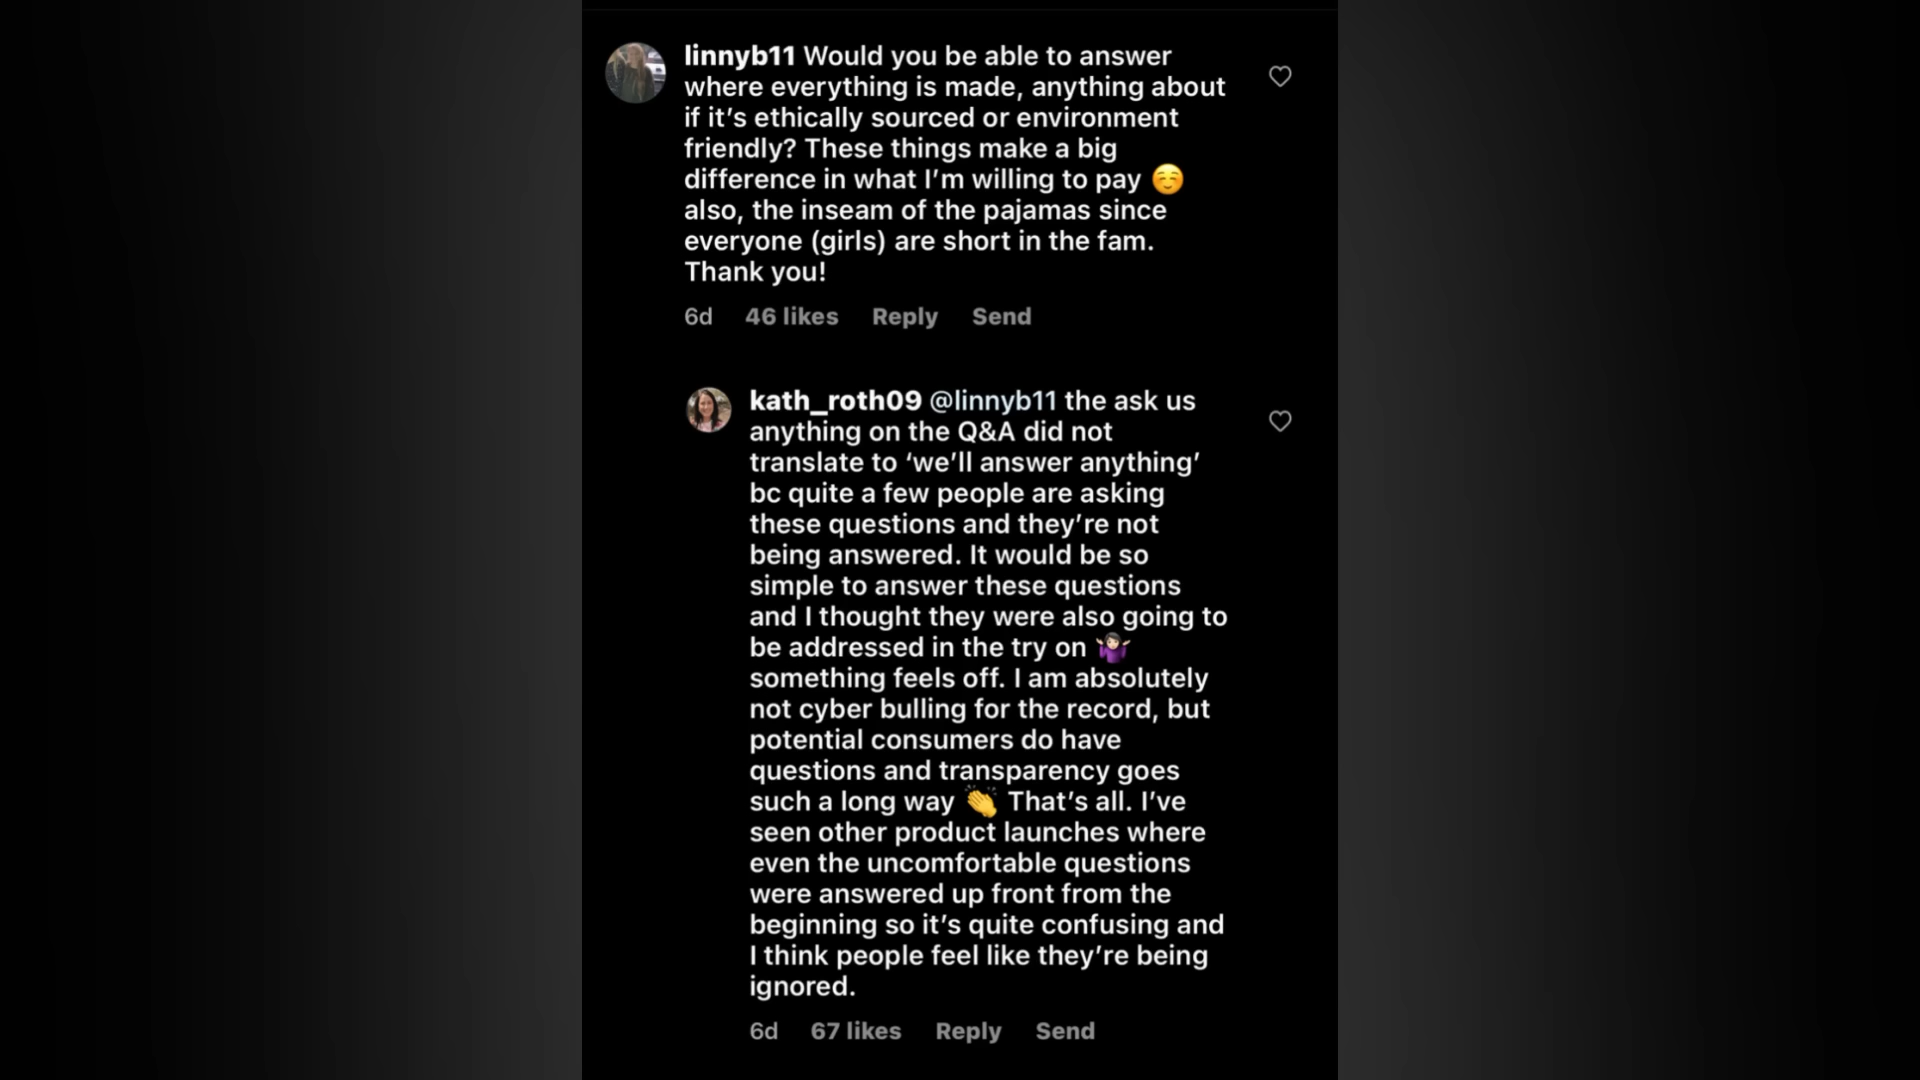 linnyb11 Would you be able to answer
where everything is made, anything about
if it’s ethically sourced or environment
friendly? These things make a big
difference in what I’m willing to pay ☺️
also, the inseam of the pajamas since
everyone (girls) are short in the fam.
Thank you!
6d 46 likes Reply Send
kath_roth09 @linnyb11 the ask us
anything on the Q&A did not
translate to ‘we’ll answer anything’
bc quite a few people are asking
these questions and they’re not
being answered. It would be so
simple to answer these questions
and I thought they were also going to
be addressed in the try on 🤷🏻‍♀️
something feels off. I am absolutely
not cyber bulling for the record, but
potential consumers do have
questions and transparency goes
such a long way 👏 That’s all. I’ve
seen other product launches where
even the uncomfortable questions
were answered up front from the
beginning so it’s quite confusing and
I think people feel like they’re being
ignored.
6d 67 likes Reply Send